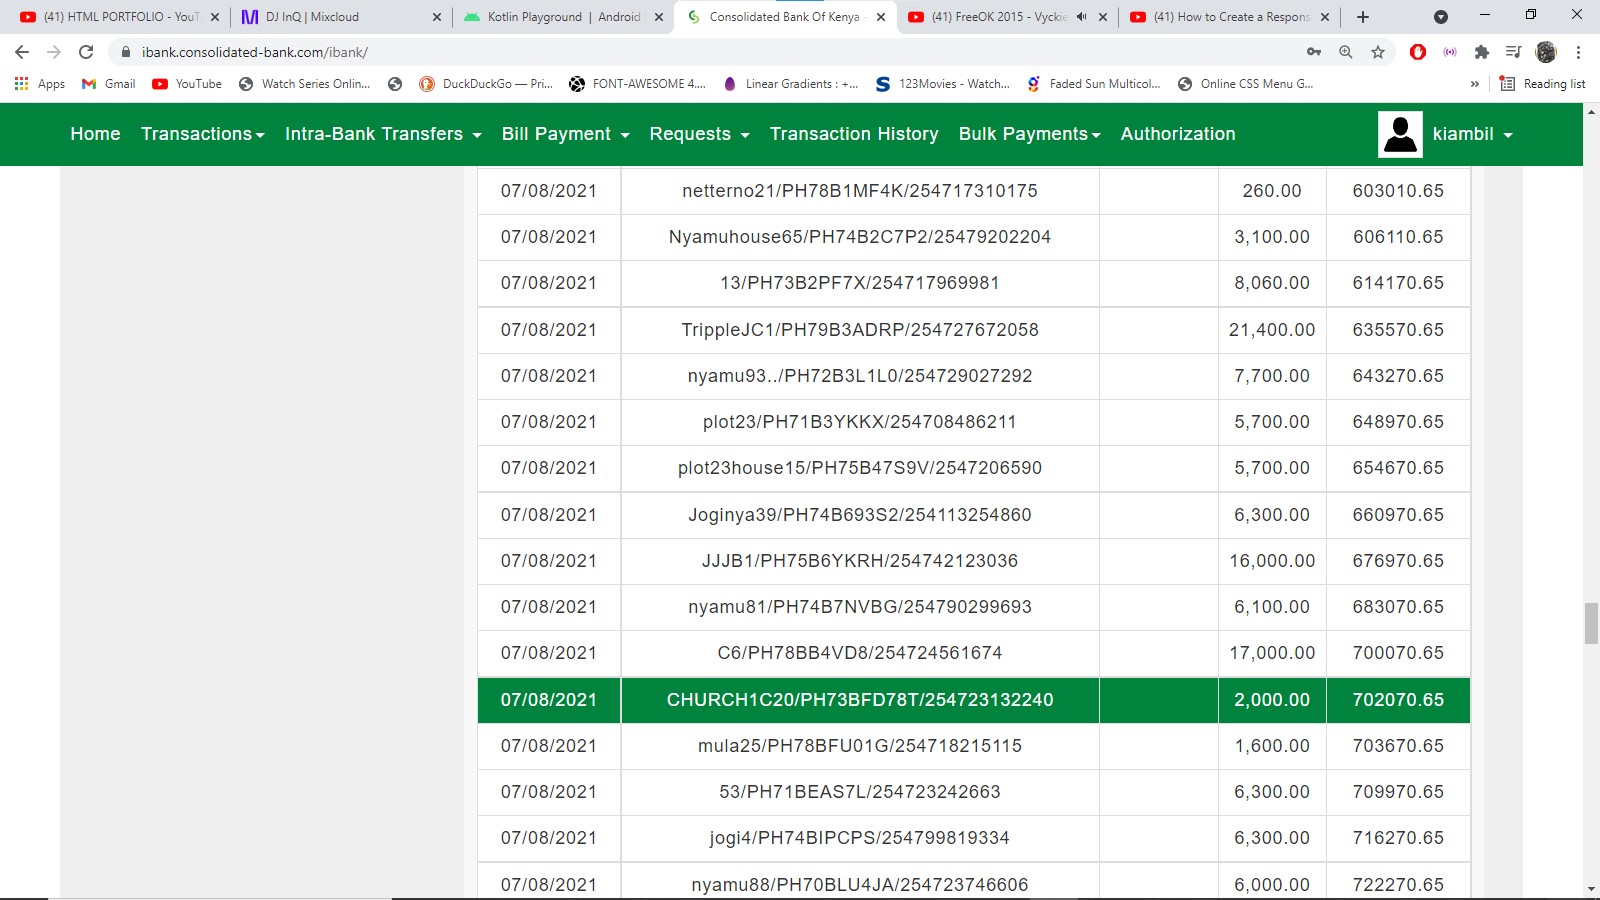 (41) HTML PORTFOLIO - YouT
DJ InQ | Mixcloud
Kotlin Playground | Android
Consolidated Bank Of Kenya -
(41) FreeOK 2015 - Vyckie
(41) How to Create a Respons
ibank.consolidated-bank.com/ibank/
Apps Gmail YouTube Watch Series Onlin... DuckDuckGo — Pri... FONT-AWESOME 4.... Linear Gradients : +... 123Movies - Watch... Faded Sun Multicol... Online CSS Menu G... » Reading list
Home Transactions Intra-Bank Transfers Bill Payment Requests Transaction History Bulk Payments Authorization kiambil
07/08/2021 netterno21/PH78B1MF4K/254717310175 260.00 603010.65
07/08/2021 Nyamuhouse65/PH74B2C7P2/25479202204 3,100.00 606110.65
07/08/2021 13/PH73B2PF7X/254717969981 8,060.00 614170.65
07/08/2021 TrippleJC1/PH79B3ADRP/254727672058 21,400.00 635570.65
07/08/2021 nyamu93../PH72B3L1L0/254729027292 7,700.00 643270.65
07/08/2021 plot23/PH71B3YKKX/254708486211 5,700.00 648970.65
07/08/2021 plot23house15/PH75B47S9V/2547206590 5,700.00 654670.65
07/08/2021 Joginya39/PH74B693S2/254113254860 6,300.00 660970.65
07/08/2021 JJJB1/PH75B6YKRH/254742123036 16,000.00 676970.65
07/08/2021 nyamu81/PH74B7NVBG/254790299693 6,100.00 683070.65
07/08/2021 C6/PH78BB4VD8/254724561674 17,000.00 700070.65
07/08/2021 CHURCH1C20/PH73BFD78T/254723132240 2,000.00 702070.65
07/08/2021 mula25/PH78BFU01G/254718215115 1,600.00 703670.65
07/08/2021 53/PH71BEAS7L/254723242663 6,300.00 709970.65
07/08/2021 jogi4/PH74BIPCPS/254799819334 6,300.00 716270.65
07/08/2021 nyamu88/PH70BLU4JA/254723746606 6,000.00 722270.65